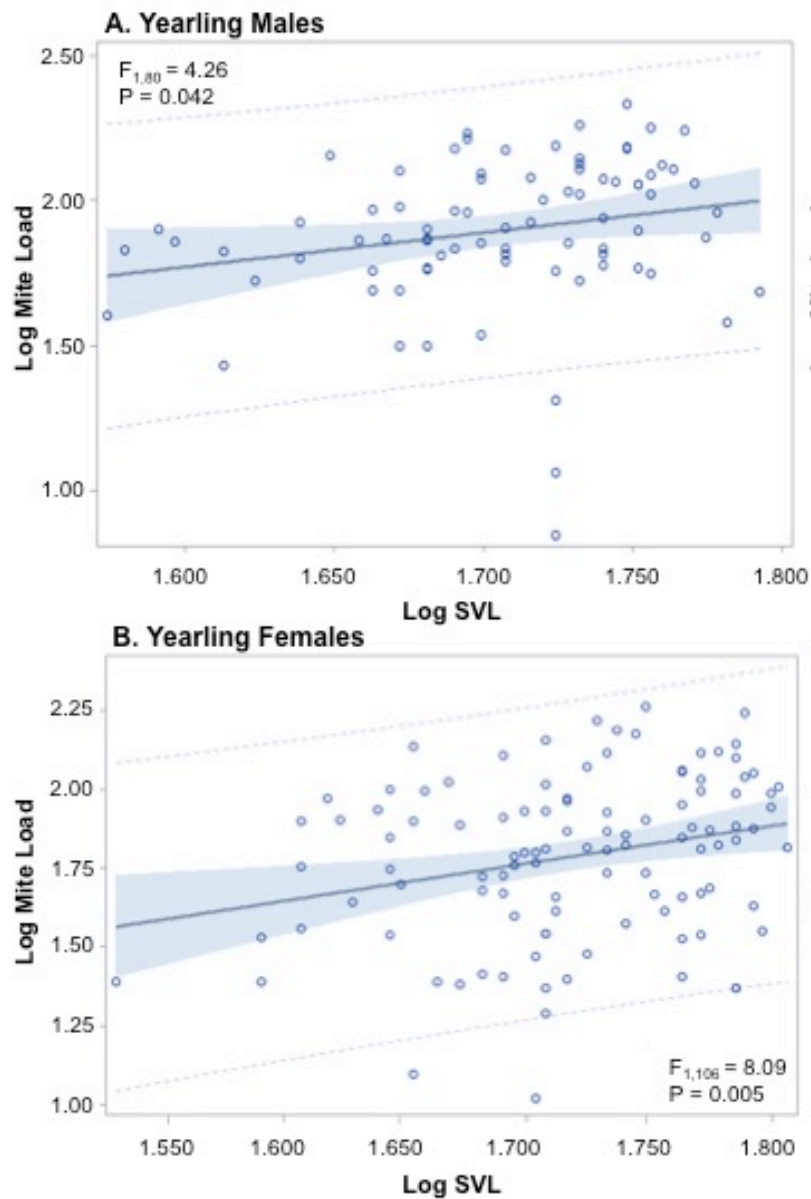 A. Yearling Males
2.50
F1,80 = 4.26
P = 0.042
2.00
Log Mite Load
1.50
1.00
1.600 1.650 1.700 1.750 1.800
Log SVL
B. Yearling Females
2.25
2.00
1.75
Log Mite Load
1.50
1.25
F1,106 = 8.09
P = 0.005
1.00
1.550 1.600 1.650 1.700 1.750 1.800
Log SVL